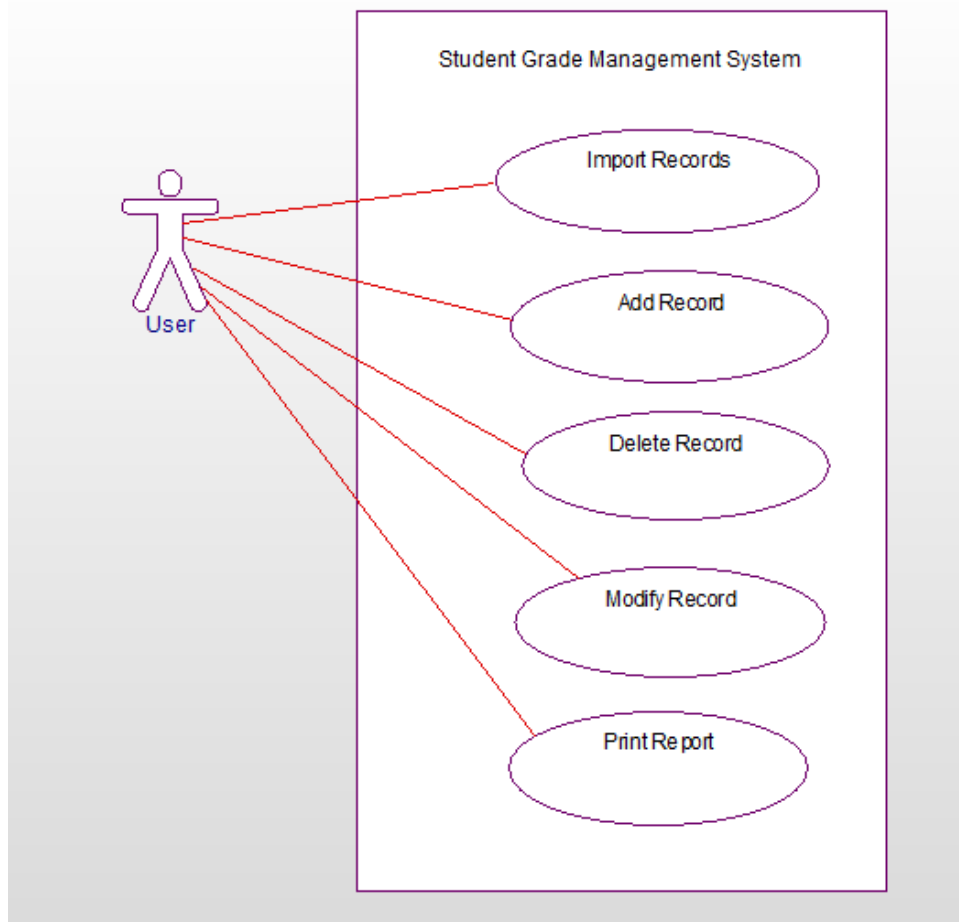 Student Grade Management System
Import Records
Add Record
User
Delete Record
Modify Record
Print Report